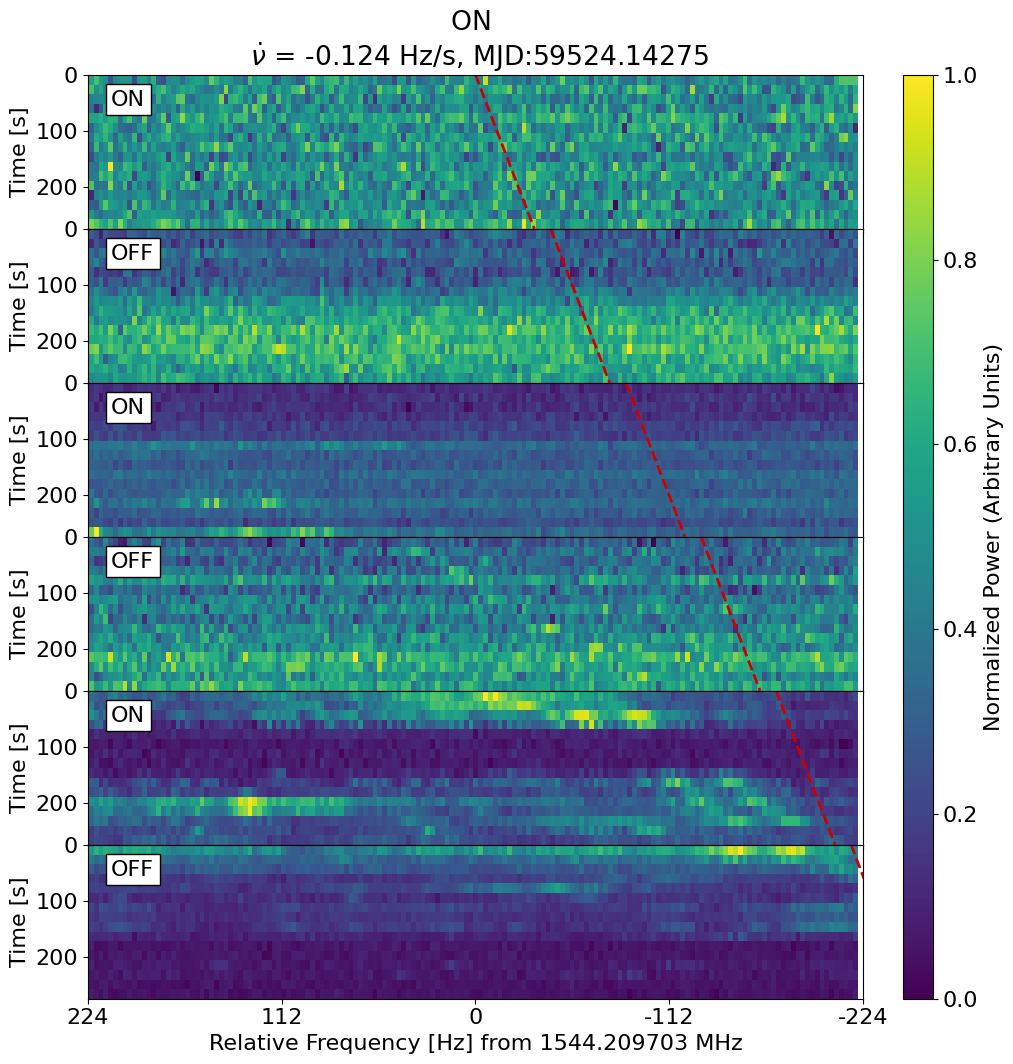 ON
ν̇ = -0.124 Hz/s, MJD:59524.14275
ON
OFF
ON
OFF
ON
OFF
Time [s]
0
100
200
Time [s]
0
100
200
Time [s]
0
100
200
Time [s]
0
100
200
Time [s]
0
100
200
Time [s]
0
100
200
224 112 0 -112 -224
Relative Frequency [Hz] from 1544.209703 MHz
1.0
0.8
0.6
0.4
0.2
0.0
Normalized Power (Arbitrary Units)